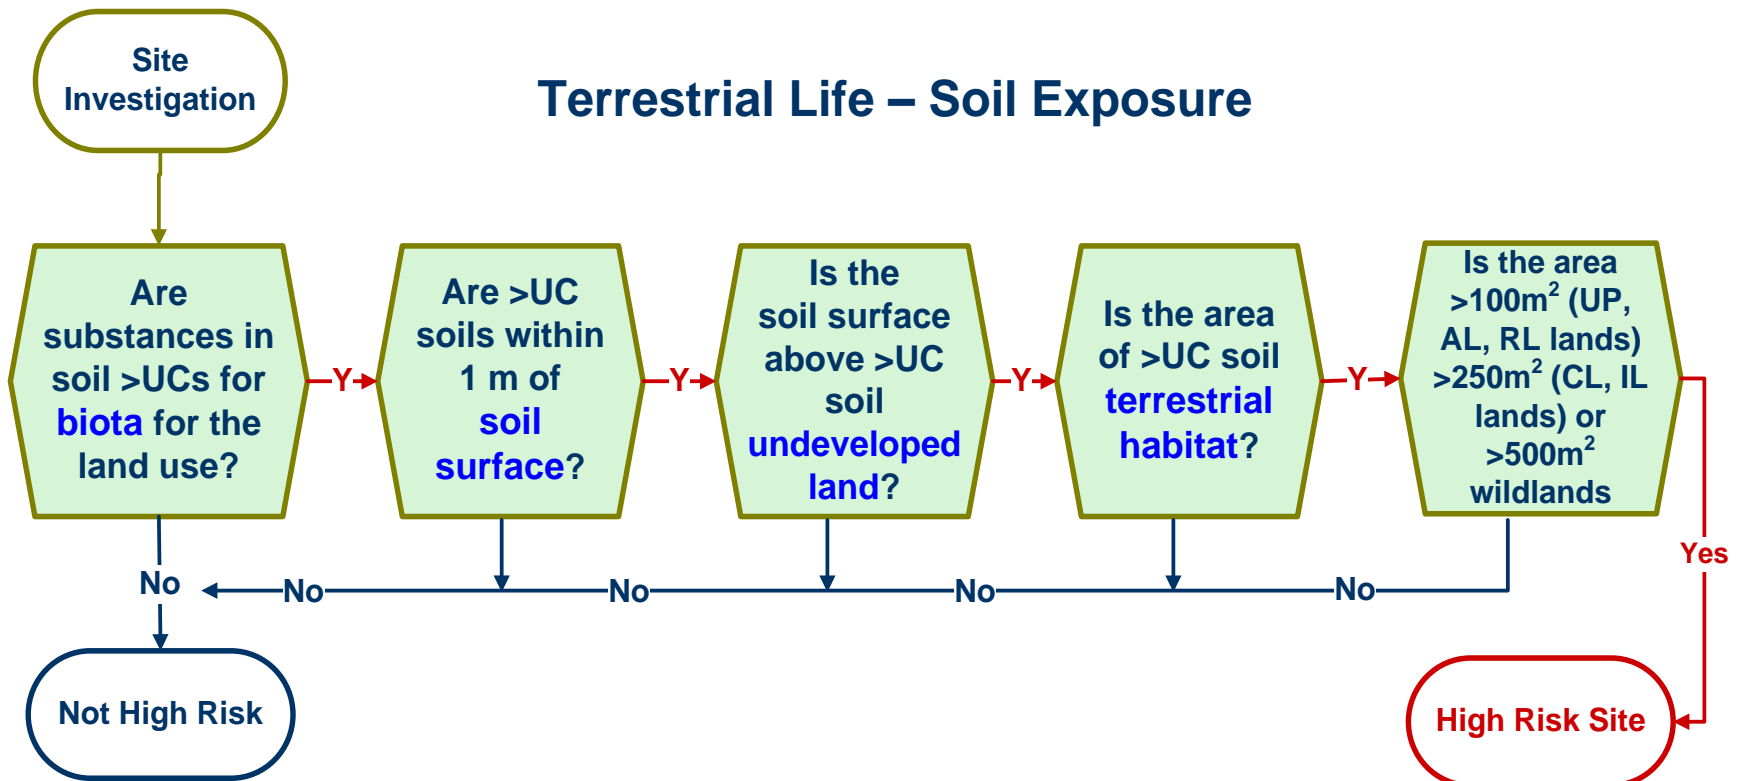 Site
Investigation
Terrestrial Life – Soil Exposure
Are
substances in
soil >UCs for
biota for the
land use?
Y
Are >UC
soils within
1 m of
soil
surface?
Y
Is the
soil surface
above >UC
soil
undeveloped
land?
Y
Is the area
of >UC soil
terrestrial
habitat?
Y
Is the area
>100m² (UP,
AL, RL lands)
>250m² (CL, IL
lands) or
>500m²
wildlands
Yes
No
No
No
No
No
Not High Risk
High Risk Site